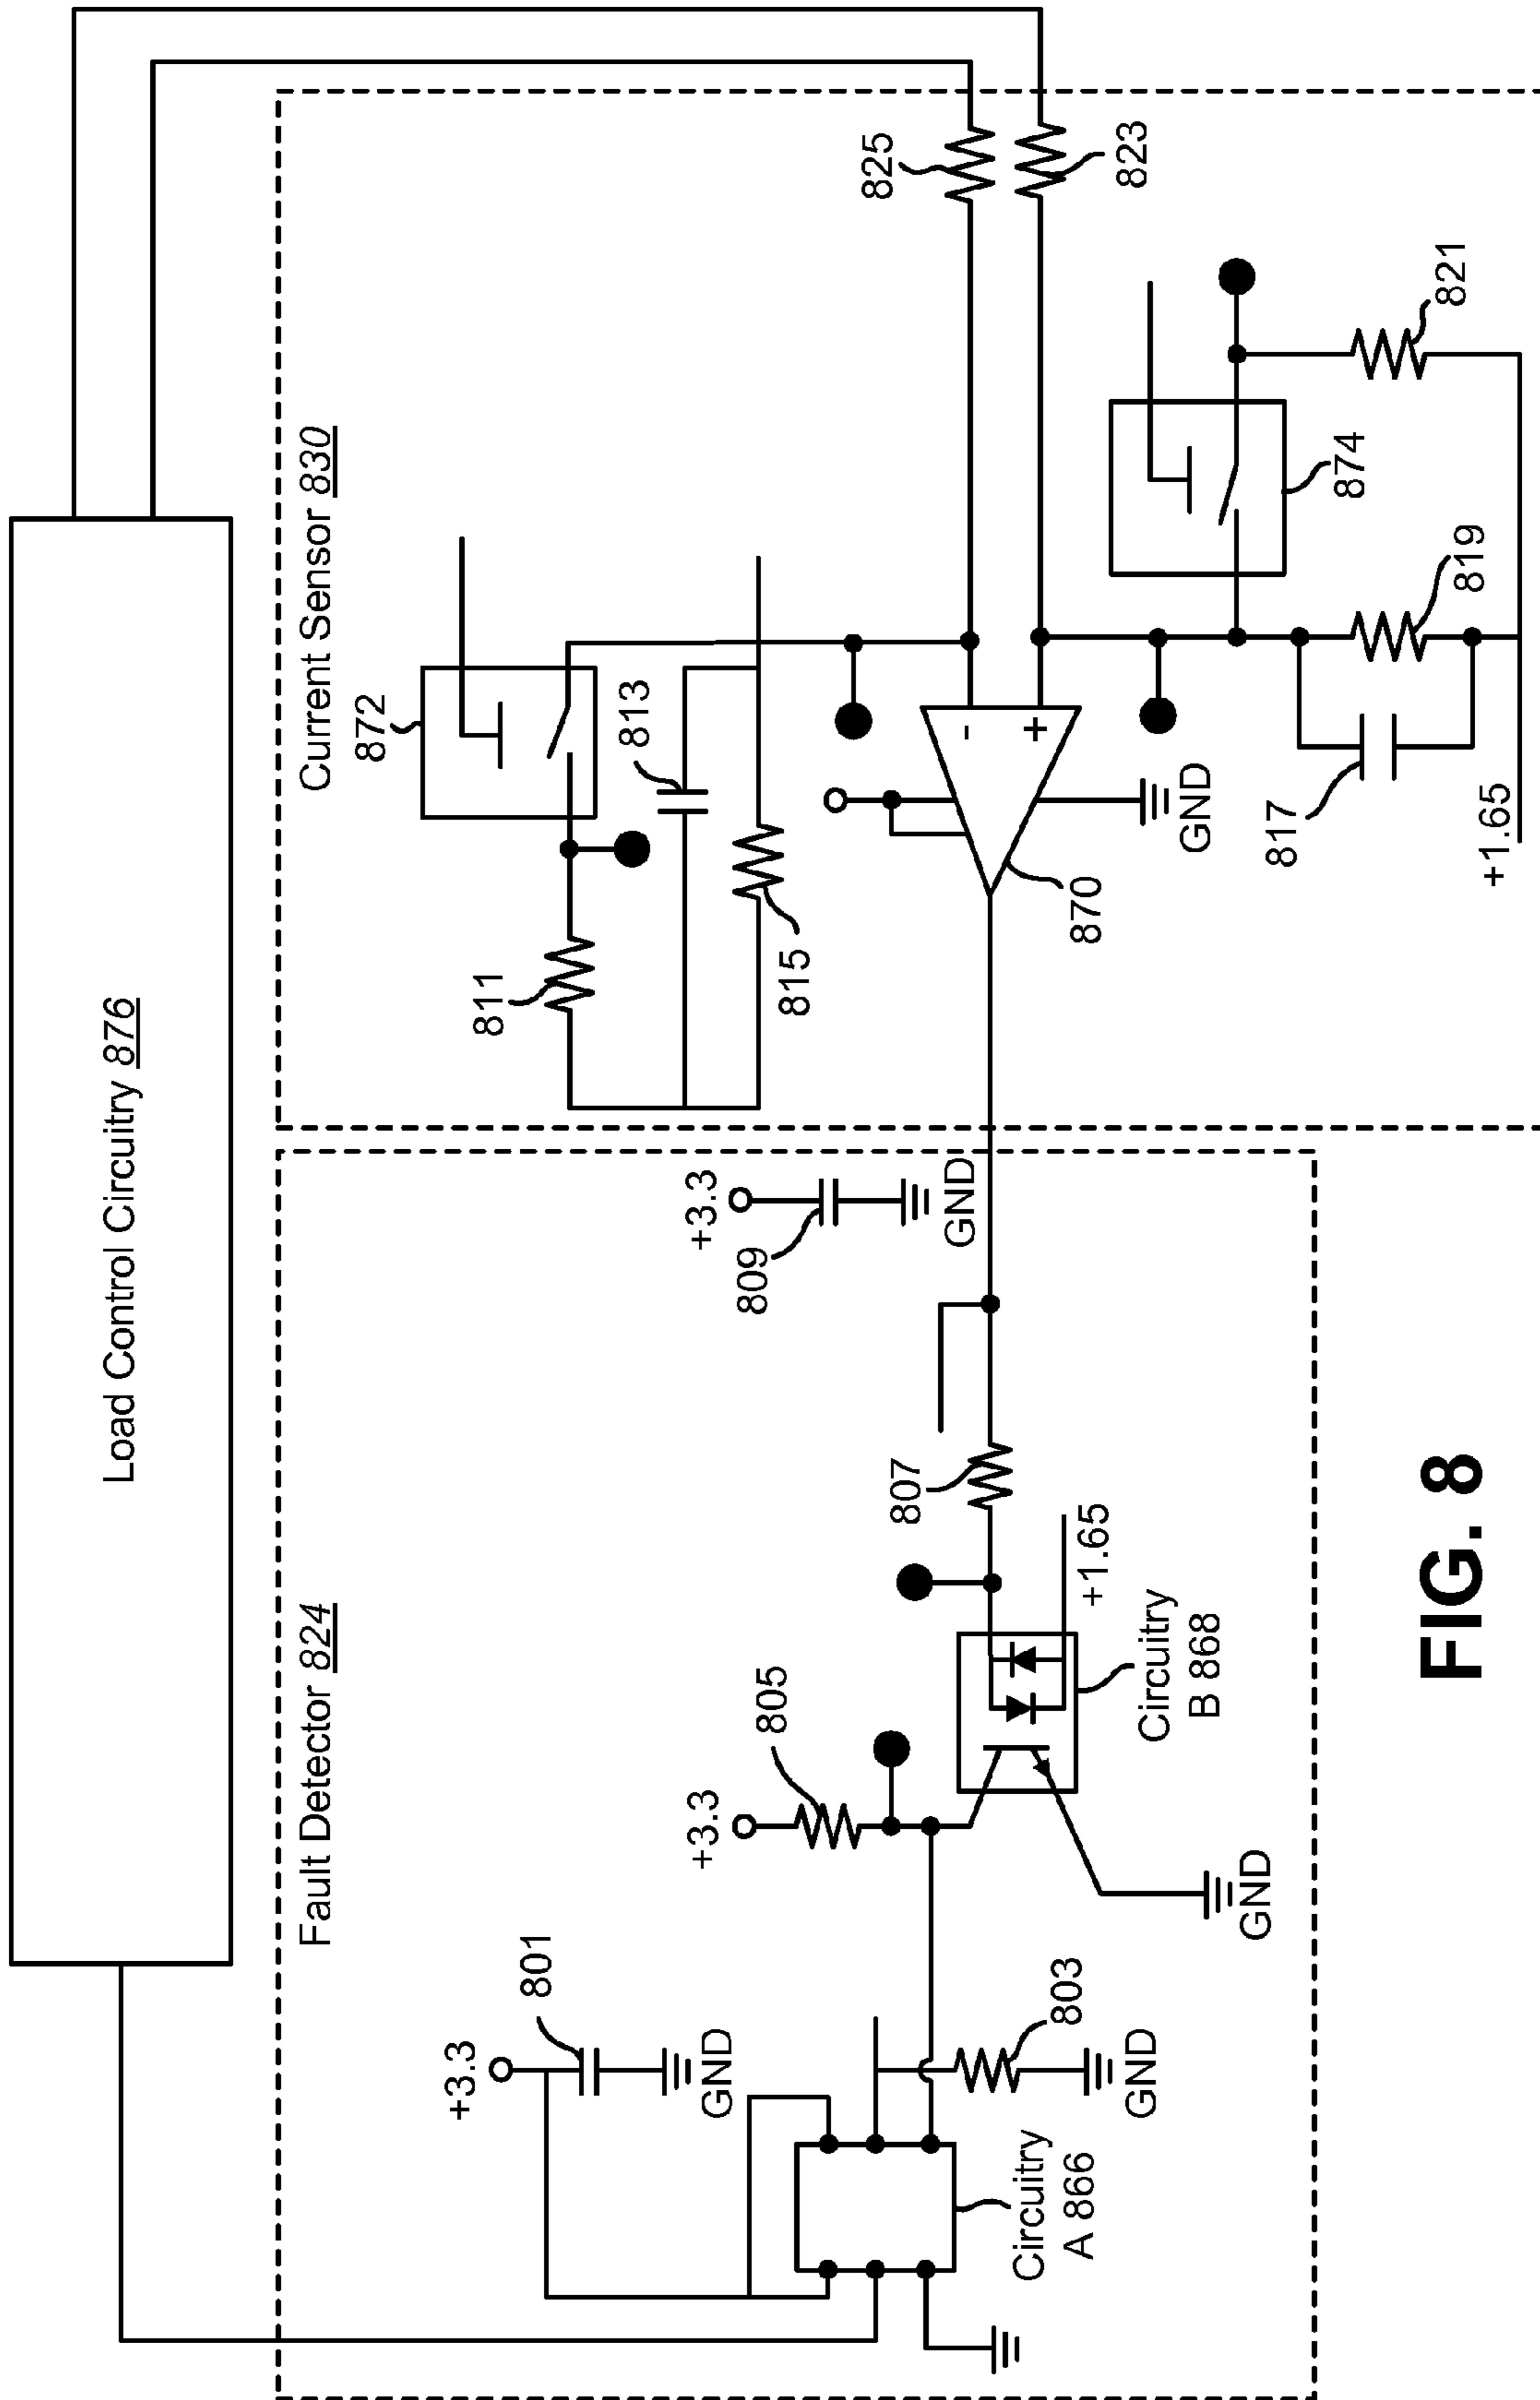 Load Control Circuitry 876
Fault Detector 824
Current Sensor 830
+3.3
801
GND
803
GND
Circuitry
A 866
+3.3
805
GND
Circuitry
B 868
+1.65
807
+3.3
809
GND
811
872
813
815
-
+
870
GND
825
823
817
+1.65
819
874
821
FIG. 8